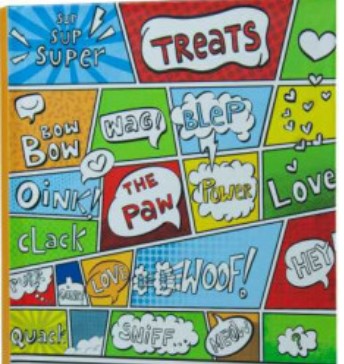 SUP
SUP
SUPER
TREATS
BOW
BOW
WAG!
BLEP
OINK!
THE
PAW
POWER
LOVE
CLACK
LOVE
WOOF!
HEY
QUACK
SNIFF...
MEOW
?